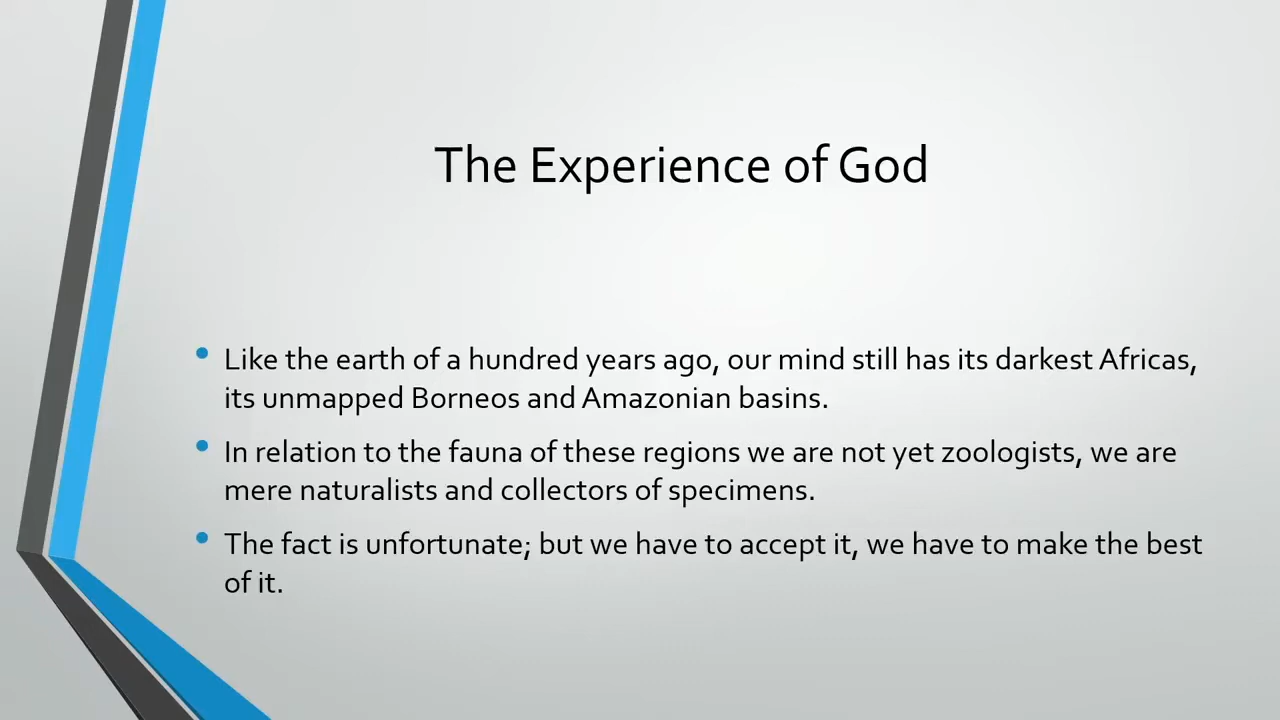 The Experience of God
Like the earth of a hundred years ago, our mind still has its darkest Africas,
its unmapped Borneos and Amazonian basins.
In relation to the fauna of these regions we are not yet zoologists, we are
mere naturalists and collectors of specimens.
The fact is unfortunate; but we have to accept it, we have to make the best
of it.